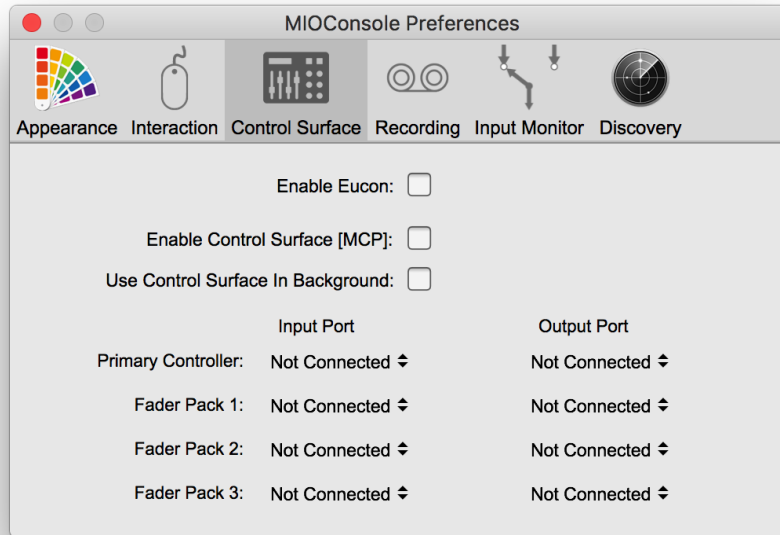 MIOConsole Preferences
Appearance Interaction Control Surface Recording Input Monitor Discovery
Enable Eucon:
Enable Control Surface [MCP]:
Use Control Surface In Background:
Input Port Output Port
Primary Controller: Not Connected Not Connected
Fader Pack 1: Not Connected Not Connected
Fader Pack 2: Not Connected Not Connected
Fader Pack 3: Not Connected Not Connected